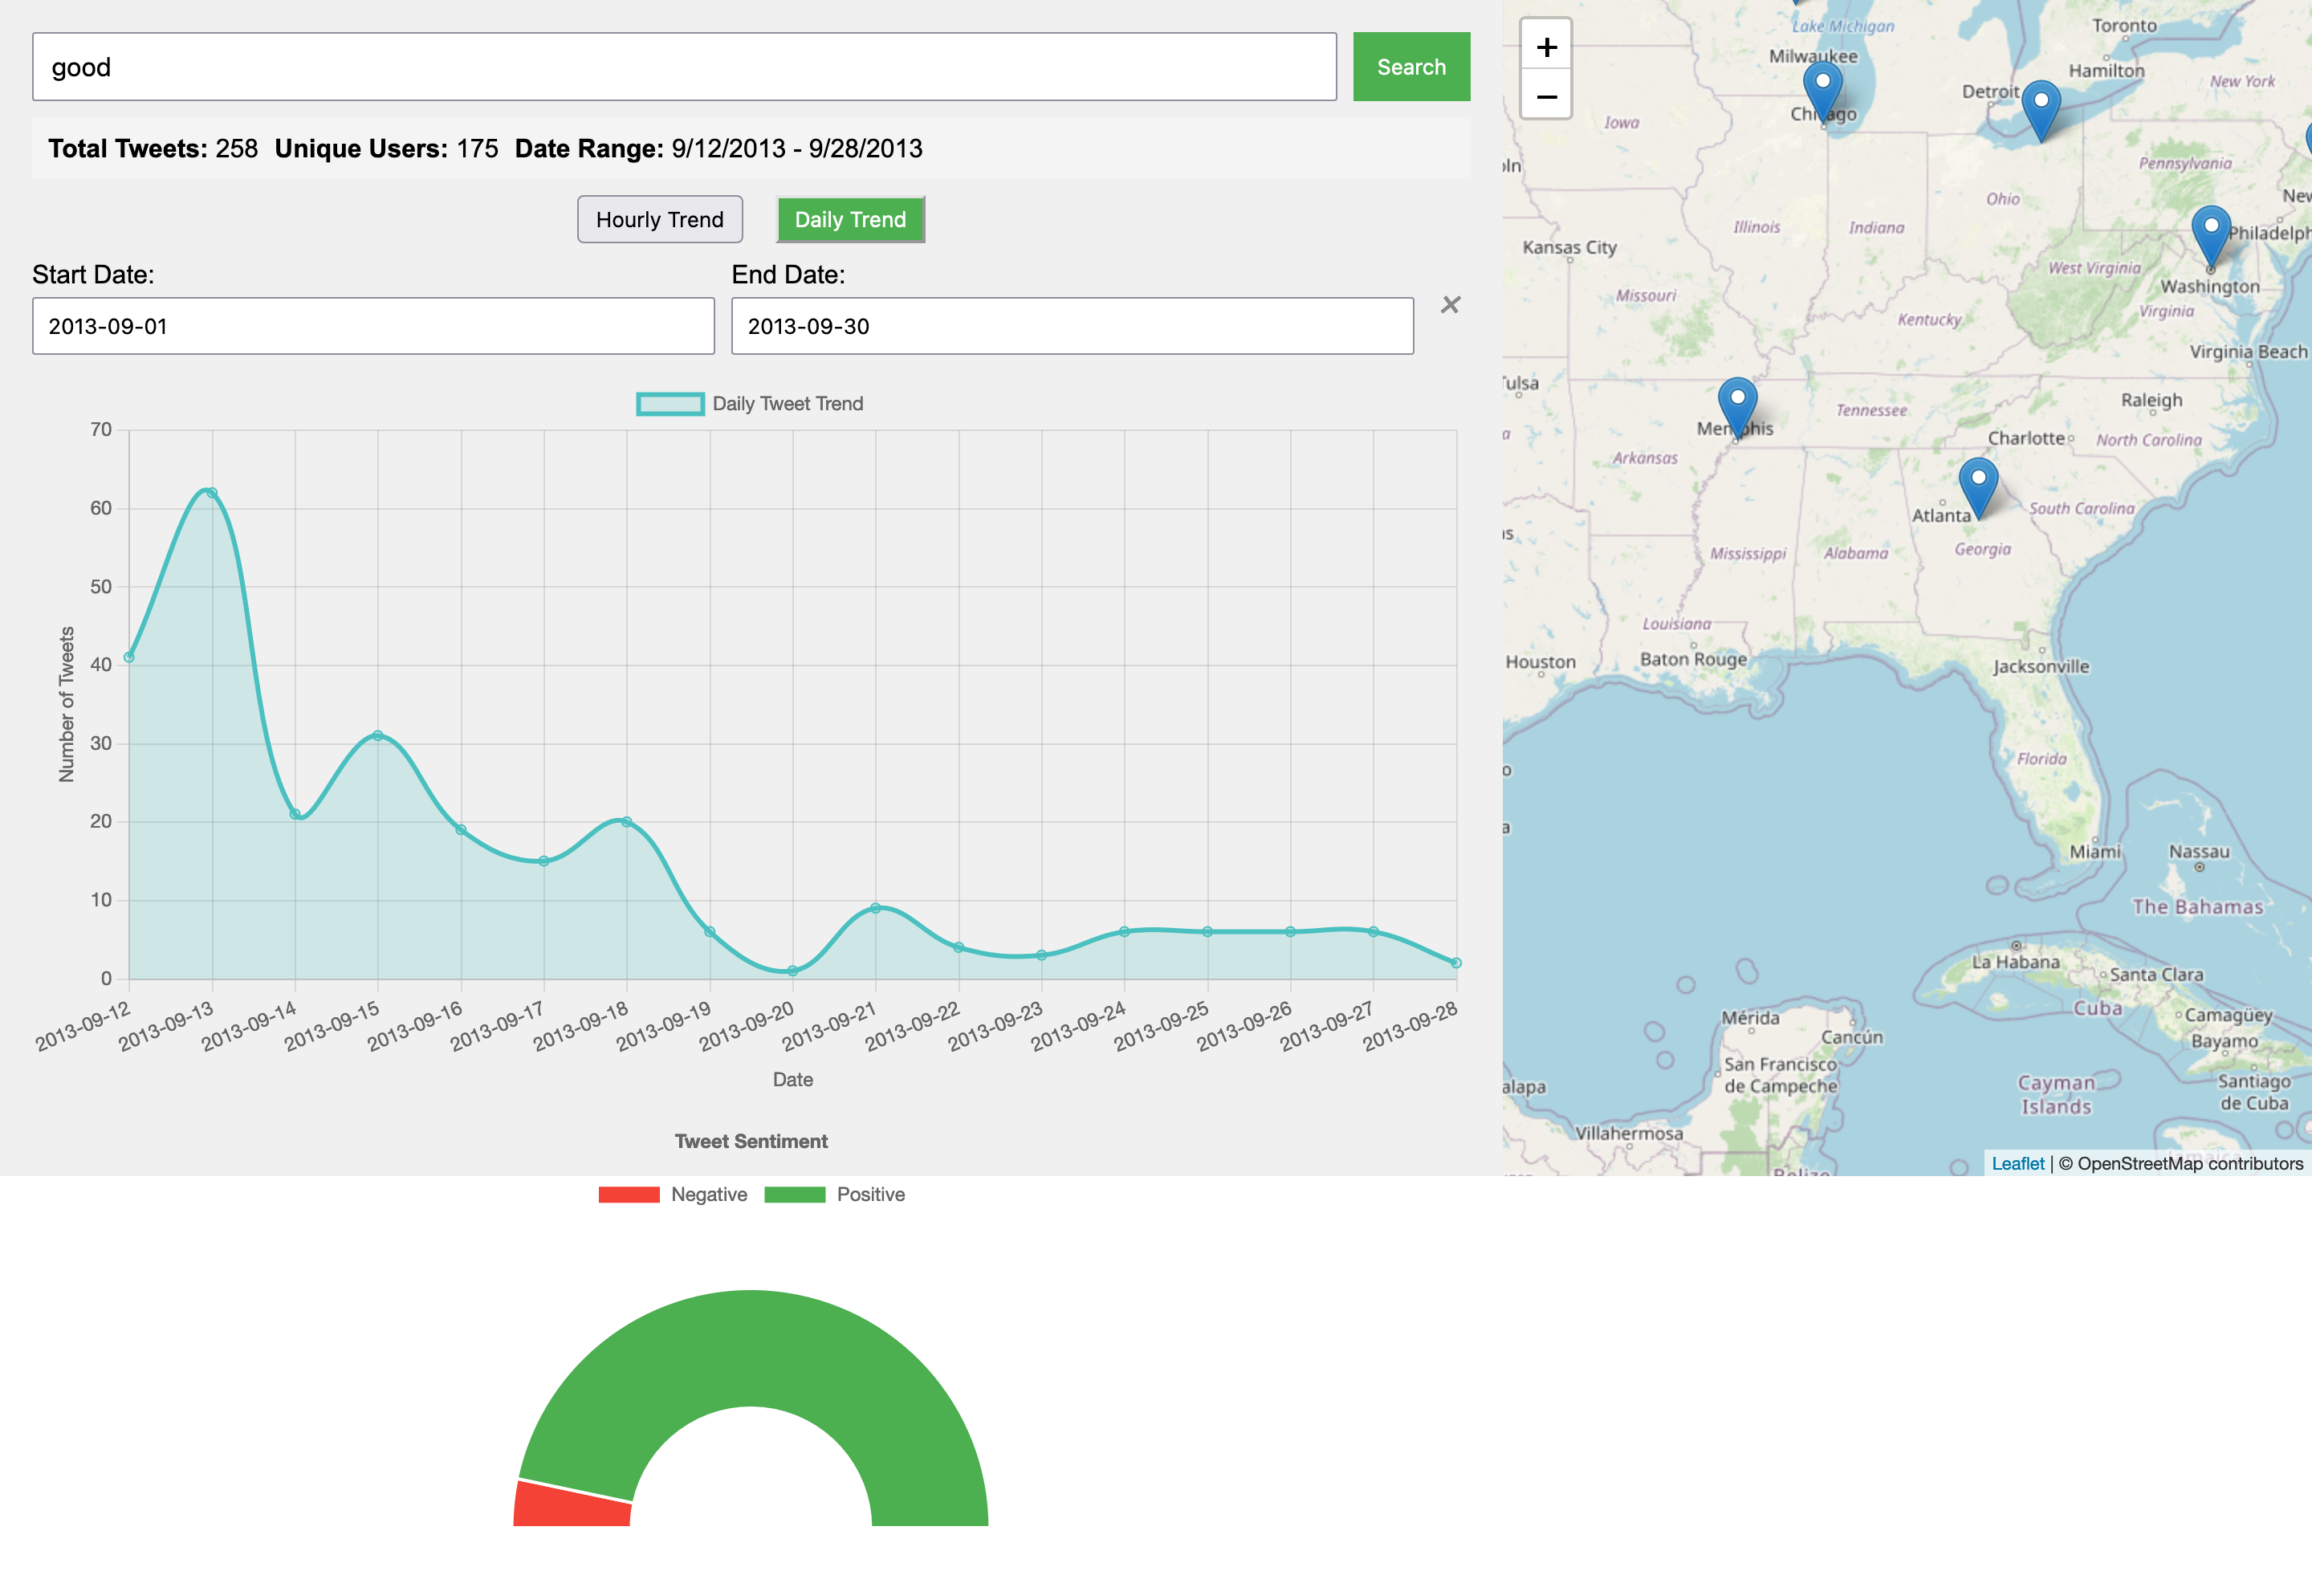 good
Search
Total Tweets: 258 Unique Users: 175 Date Range: 9/12/2013 - 9/28/2013
Hourly Trend
Daily Trend
Start Date:
End Date:
2013-09-01
2013-09-30
×
Daily Tweet Trend
Number of Tweets
70
60
50
40
30
20
10
0
2013-09-12
2013-09-13
2013-09-14
2013-09-15
2013-09-16
2013-09-17
2013-09-18
2013-09-19
2013-09-20
2013-09-21
2013-09-22
2013-09-23
2013-09-24
2013-09-25
2013-09-26
2013-09-27
2013-09-28
Date
Tweet Sentiment
Negative
Positive
+
−
Lake Michigan
Toronto
Milwaukee
Hamilton
New York
Detroit
Chicago
Iowa
Pennsylvania
New
Ohio
Illinois
Indiana
Philadelph
Kansas City
West Virginia
Washington
Missouri
Virginia
Kentucky
Virginia Beach
Tulsa
Raleigh
Tennessee
Memphis
Charlotte
North Carolina
Arkansas
South Carolina
Atlanta
Mississippi
Alabama
Georgia
Louisiana
Houston
Baton Rouge
Jacksonville
Florida
Miami
Nassau
The Bahamas
La Habana
Santa Clara
Cuba
Camagüey
Mérida
Cancún
Bayamo
San Francisco
de Campeche
Cayman
Islands
Santiago
de Cuba
alapa
Villahermosa
Jamaica
Belize
Leaflet | © OpenStreetMap contributors